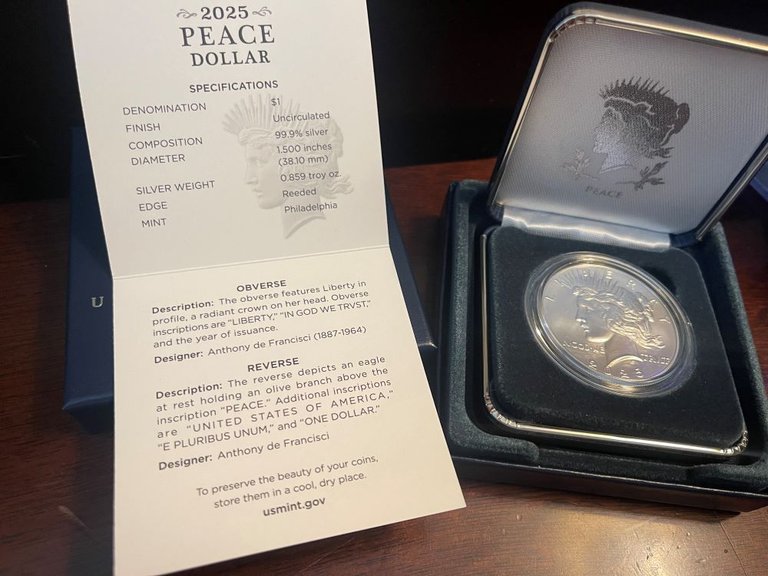 2025
PEACE
DOLLAR
SPECIFICATIONS
DENOMINATION $1
FINISH Uncirculated
COMPOSITION 99.9% silver
DIAMETER 1.500 inches
(38.10 mm)
SILVER WEIGHT 0.859 troy oz.
EDGE Reeded
MINT Philadelphia
OBVERSE
Description: The obverse features Liberty in
profile, a radiant crown on her head. Obverse
inscriptions are "LIBERTY," "IN GOD WE TRVST,"
and the year of issuance.
Designer: Anthony de Francisci (1887-1964)
REVERSE
Description: The reverse depicts an eagle
at rest holding an olive branch above the
inscription "PEACE." Additional inscriptions
are "UNITED STATES OF AMERICA,"
"E PLURIBUS UNUM," and "ONE DOLLAR."
Designer: Anthony de Francisci
To preserve the beauty of your coins,
store them in a cool, dry place.
usmint.gov
U
PEACE
LIBERTY
IN GOD WE TRVST